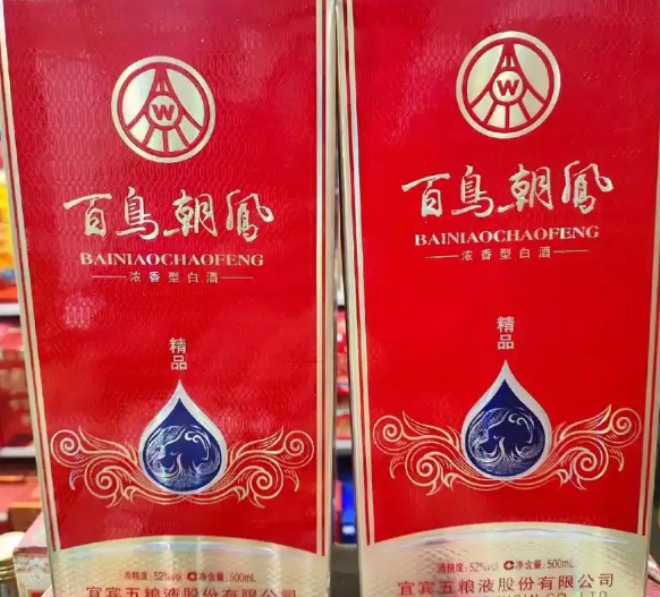 W
百鳥朝鳳
BAINIAOCHAOFENG
浓香型白酒
精品
酒精度:52%vol 净含量:500mL
宜宾五粮液股份有限公司
W
百鳥朝鳳
BAINIAOCHAOFENG
浓香型白酒
精品
酒精度:52%vol 净含量:500mL
宜宾五粮液股份有限公司